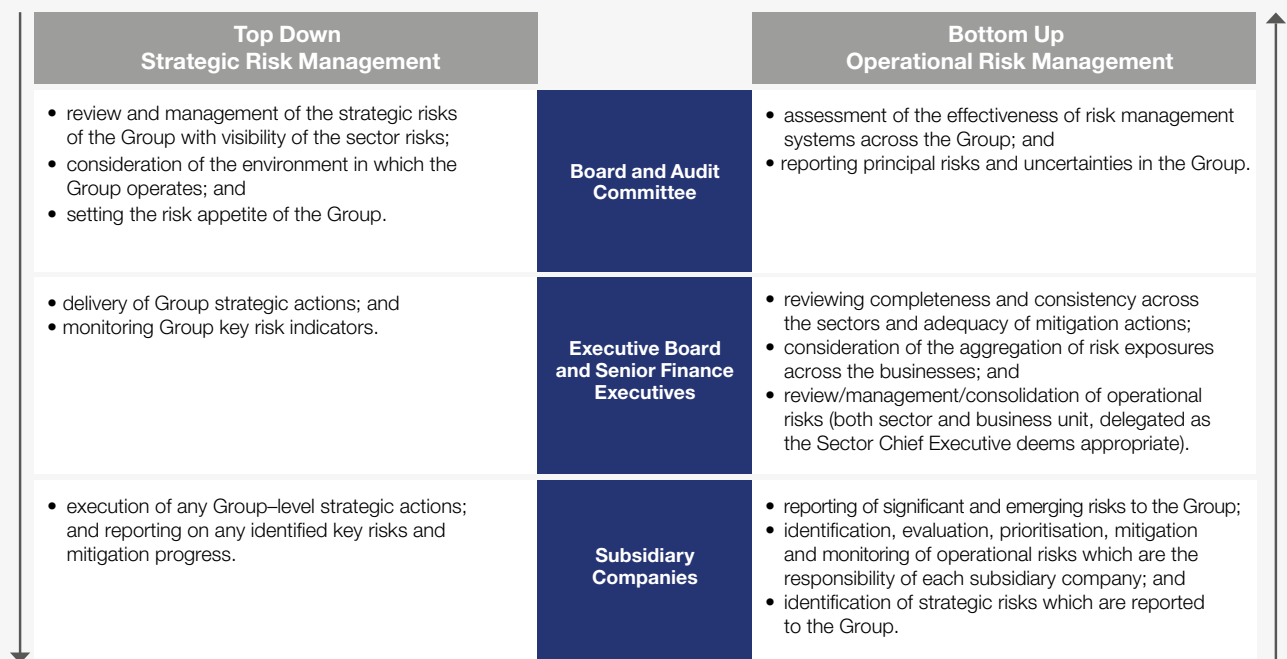 Top Down
Strategic Risk Management
Bottom Up
Operational Risk Management
• review and management of the strategic risks
of the Group with visibility of the sector risks;
• consideration of the environment in which the
Group operates; and
• setting the risk appetite of the Group.
Board and Audit
Committee
• assessment of the effectiveness of risk management
systems across the Group; and
• reporting principal risks and uncertainties in the Group.
• delivery of Group strategic actions; and
• monitoring Group key risk indicators.
Executive Board
and Senior Finance
Executives
• reviewing completeness and consistency across
the sectors and adequacy of mitigation actions;
• consideration of the aggregation of risk exposures
across the businesses; and
• review/management/consolidation of operational
risks (both sector and business unit, delegated as
the Sector Chief Executive deems appropriate).
• execution of any Group–level strategic actions;
and reporting on any identified key risks and
mitigation progress.
Subsidiary
Companies
• reporting of significant and emerging risks to the Group;
• identification, evaluation, prioritisation, mitigation
and monitoring of operational risks which are the
responsibility of each subsidiary company; and
• identification of strategic risks which are reported
to the Group.